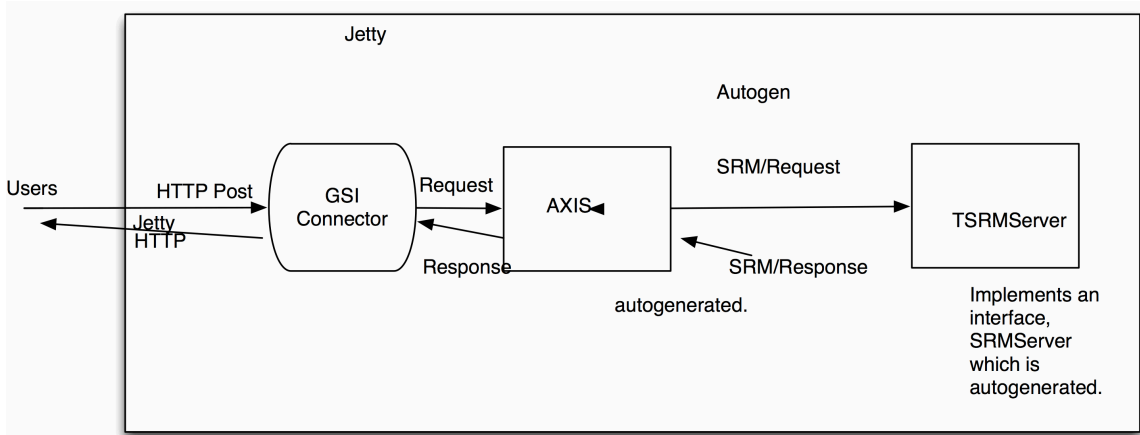 Jetty
Autogen
Users
HTTP Post
Jetty
HTTP
GSI
Connector
Request
Response
AXIS
SRM/Request
SRM/Response
autogenerated.
TSRMServer
Implements an
interface,
SRMServer
which is
autogenerated.